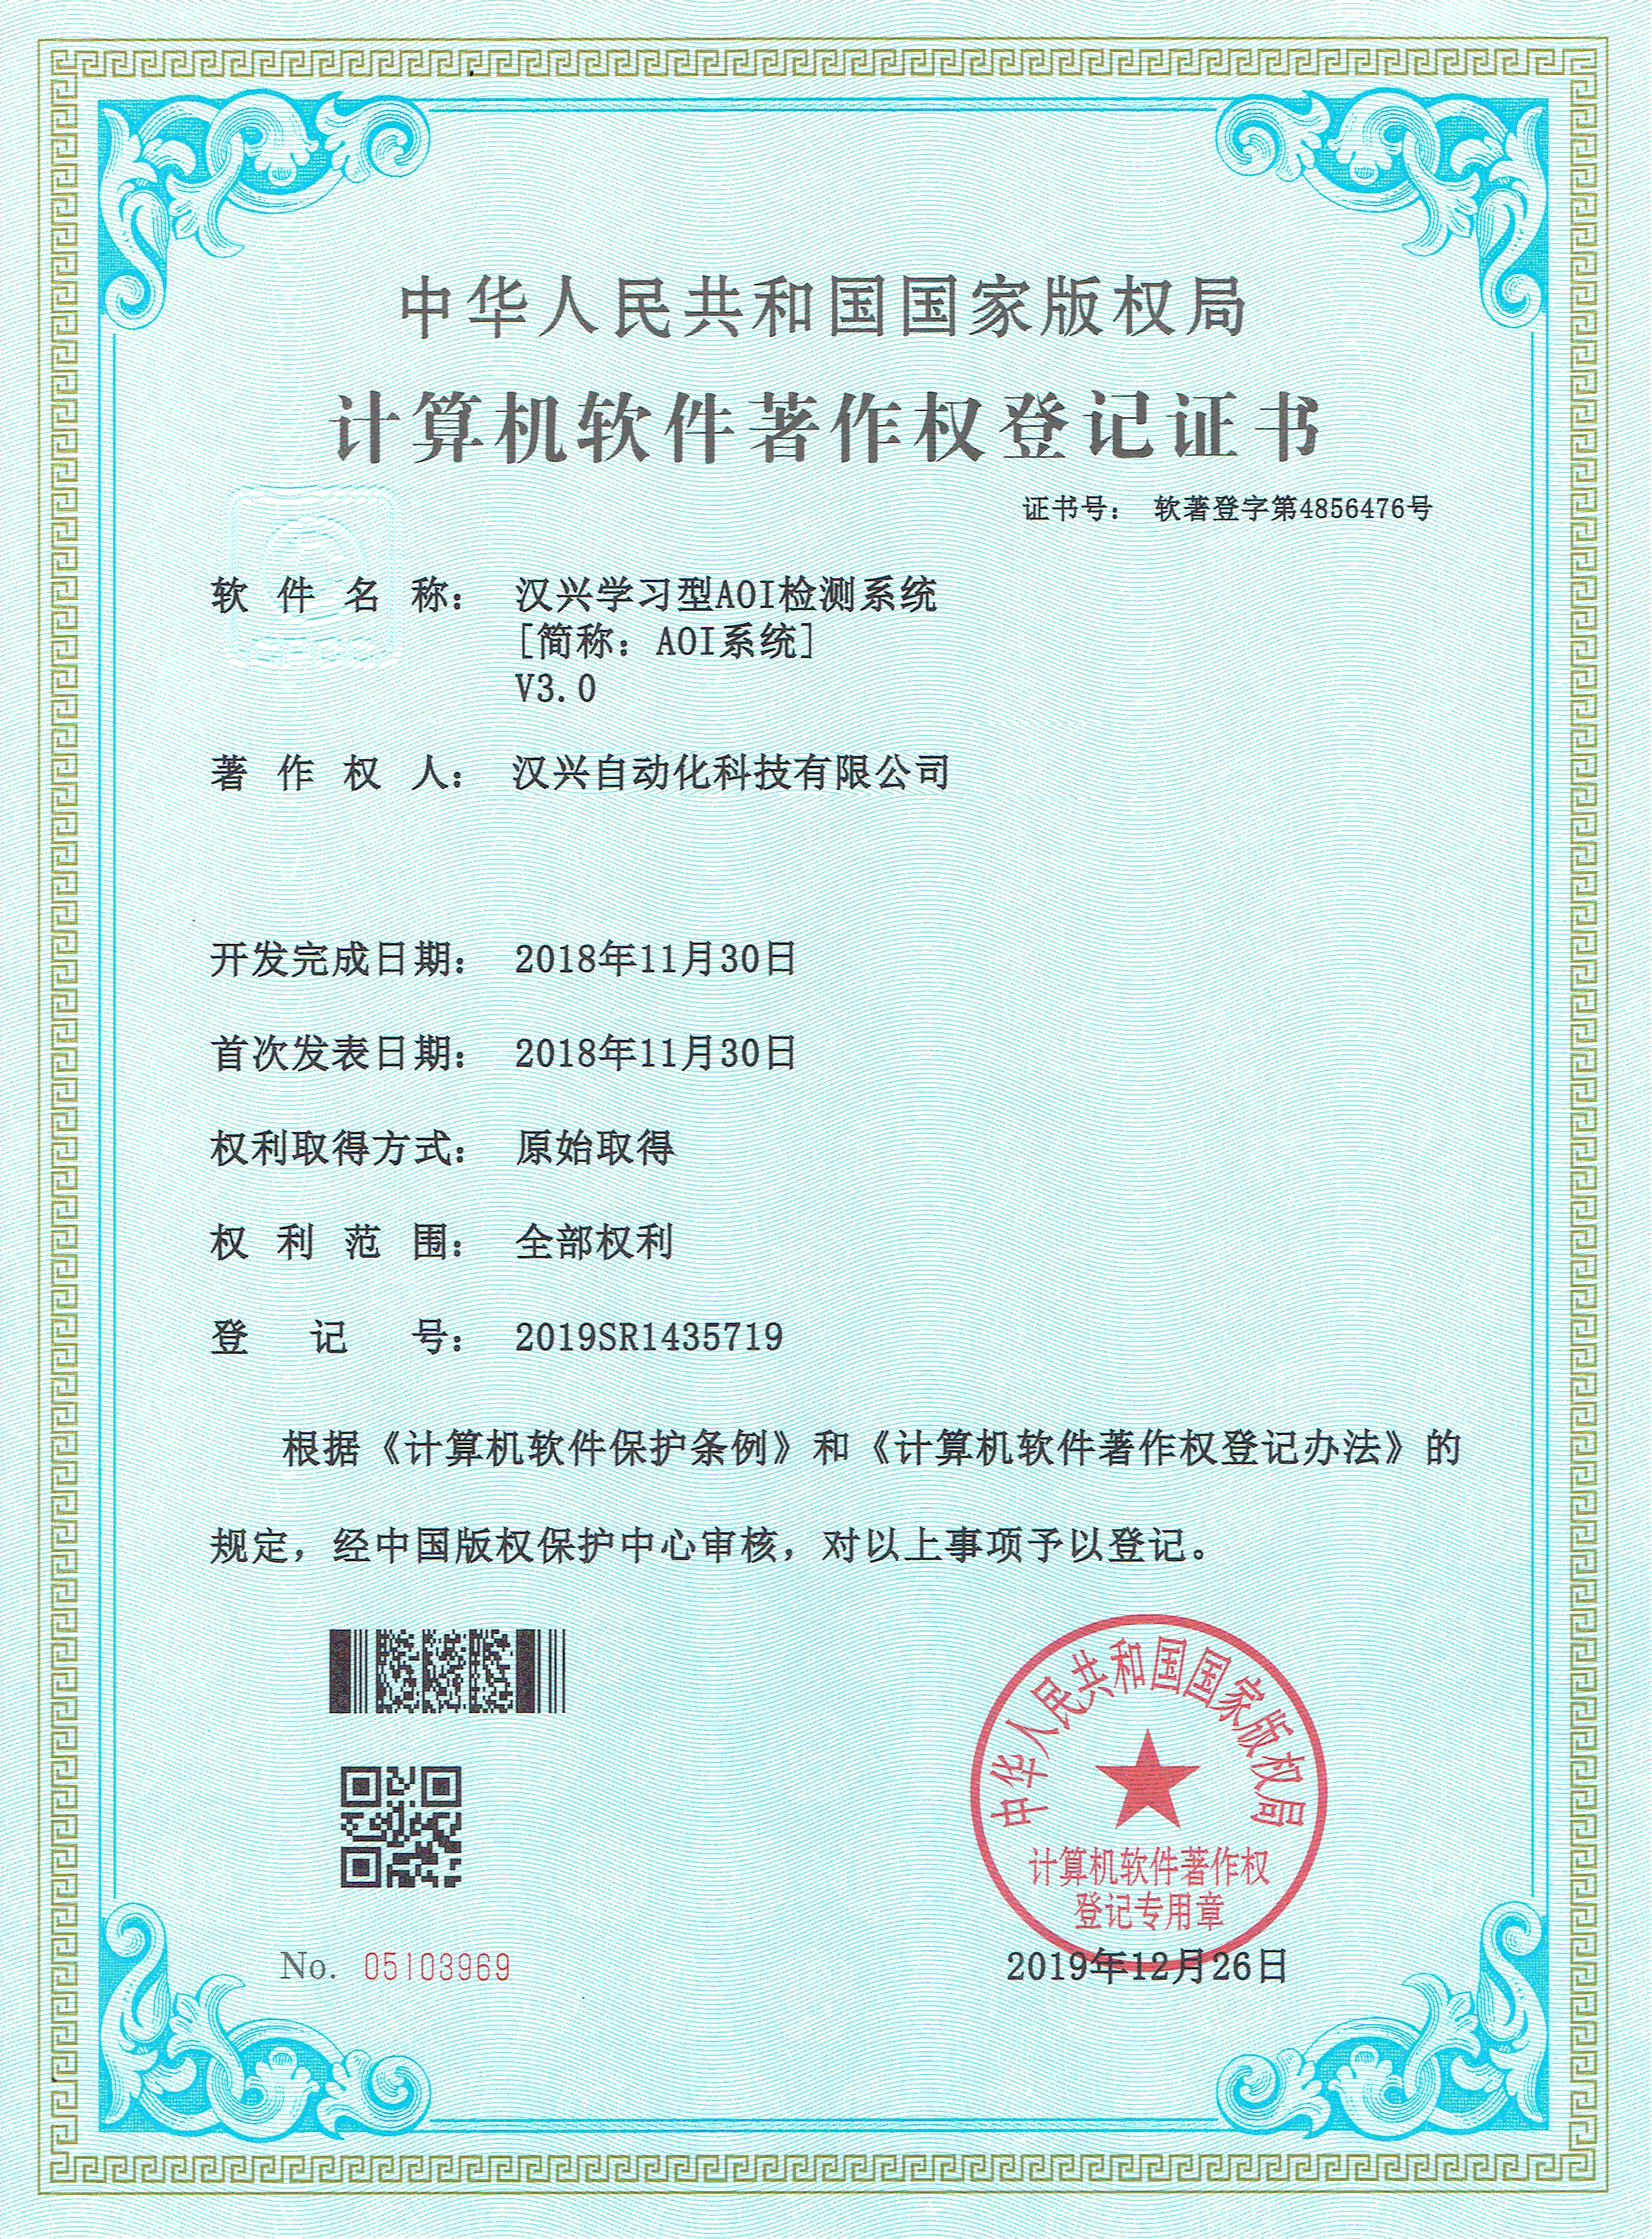 中华人民共和国国家版权局
计算机软件著作权登记证书
证书号： 软著登字第4856476号
软件名称： 汉兴学习型AOI检测系统
[简称：AOI系统]
V3.0
著作权人： 汉兴自动化科技有限公司
开发完成日期： 2018年11月30日
首次发表日期： 2018年11月30日
权利取得方式： 原始取得
权利范围： 全部权利
登记号： 2019SR1435719
根据《计算机软件保护条例》和《计算机软件著作权登记办法》的
规定，经中国版权保护中心审核，对以上事项予以登记。
中华人民共和国国家版权局
计算机软件著作权
登记专用章
No. 05103969
2019年12月26日